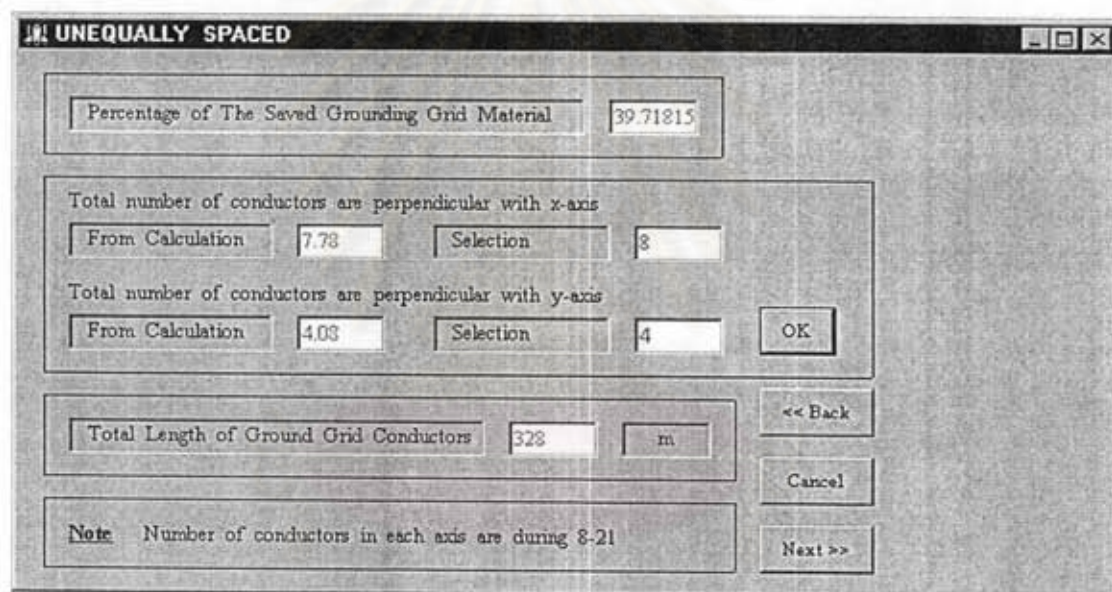 UNEQUALLY SPACED
Percentage of The Saved Grounding Grid Material 39.71815
Total number of conductors are perpendicular with x-axis
From Calculation 7.78 Selection 8
Total number of conductors are perpendicular with y-axis
From Calculation 4.08 Selection 4 OK
<< Back
Total Length of Ground Grid Conductors 328 m
Cancel
Note Number of conductors in each axis are during 8-21
Next >>